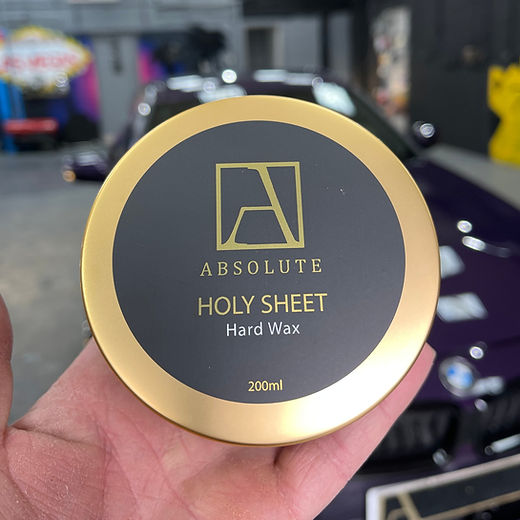 ABSOLUTE
HOLY SHEET
Hard Wax
200ml